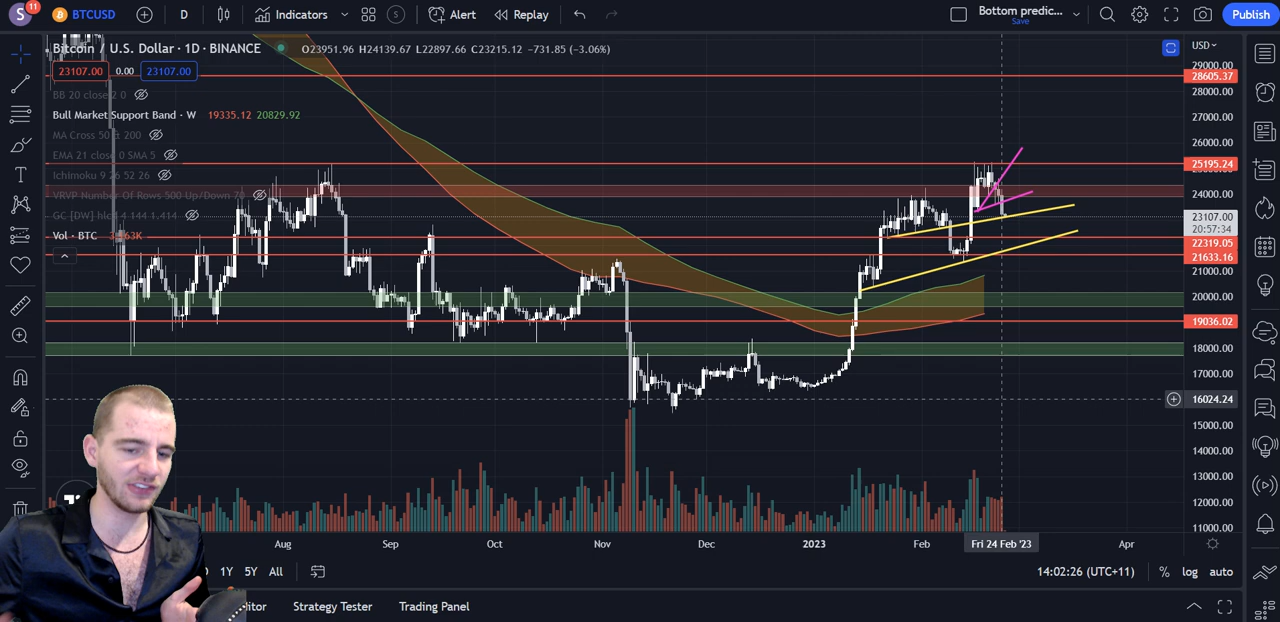 S 11 BTCUSD D Indicators S Alert Replay Bottom predic... Save Publish
Bitcoin / U.S. Dollar · 1D · BINANCE O23951.96 H24139.67 L22897.66 C23215.12 −731.85 (−3.06%) USD
23107.00 0.00 23107.00
BB 20 close 2 0
Bull Market Support Band · W 19335.12 20829.92
MA Cross 50 & 200
EMA 21 close 0 SMA 5
Ichimoku 9 26 52 26
VRVP Number Of Rows 500 Up/Down 70
GC [DW] hlc3 4 144 1.414
Vol · BTC
29000.00
28605.37
28000.00
27000.00
26000.00
25195.24
24000.00
23107.00
20:57:34
22319.05
21633.16
21000.00
20000.00
19036.02
18000.00
17000.00
16024.24
15000.00
14000.00
13000.00
12000.00
11000.00
Aug Sep Oct Nov Dec 2023 Feb Fri 24 Feb '23 Apr
1Y 5Y All 14:02:26 (UTC+11) % log auto
itor Strategy Tester Trading Panel